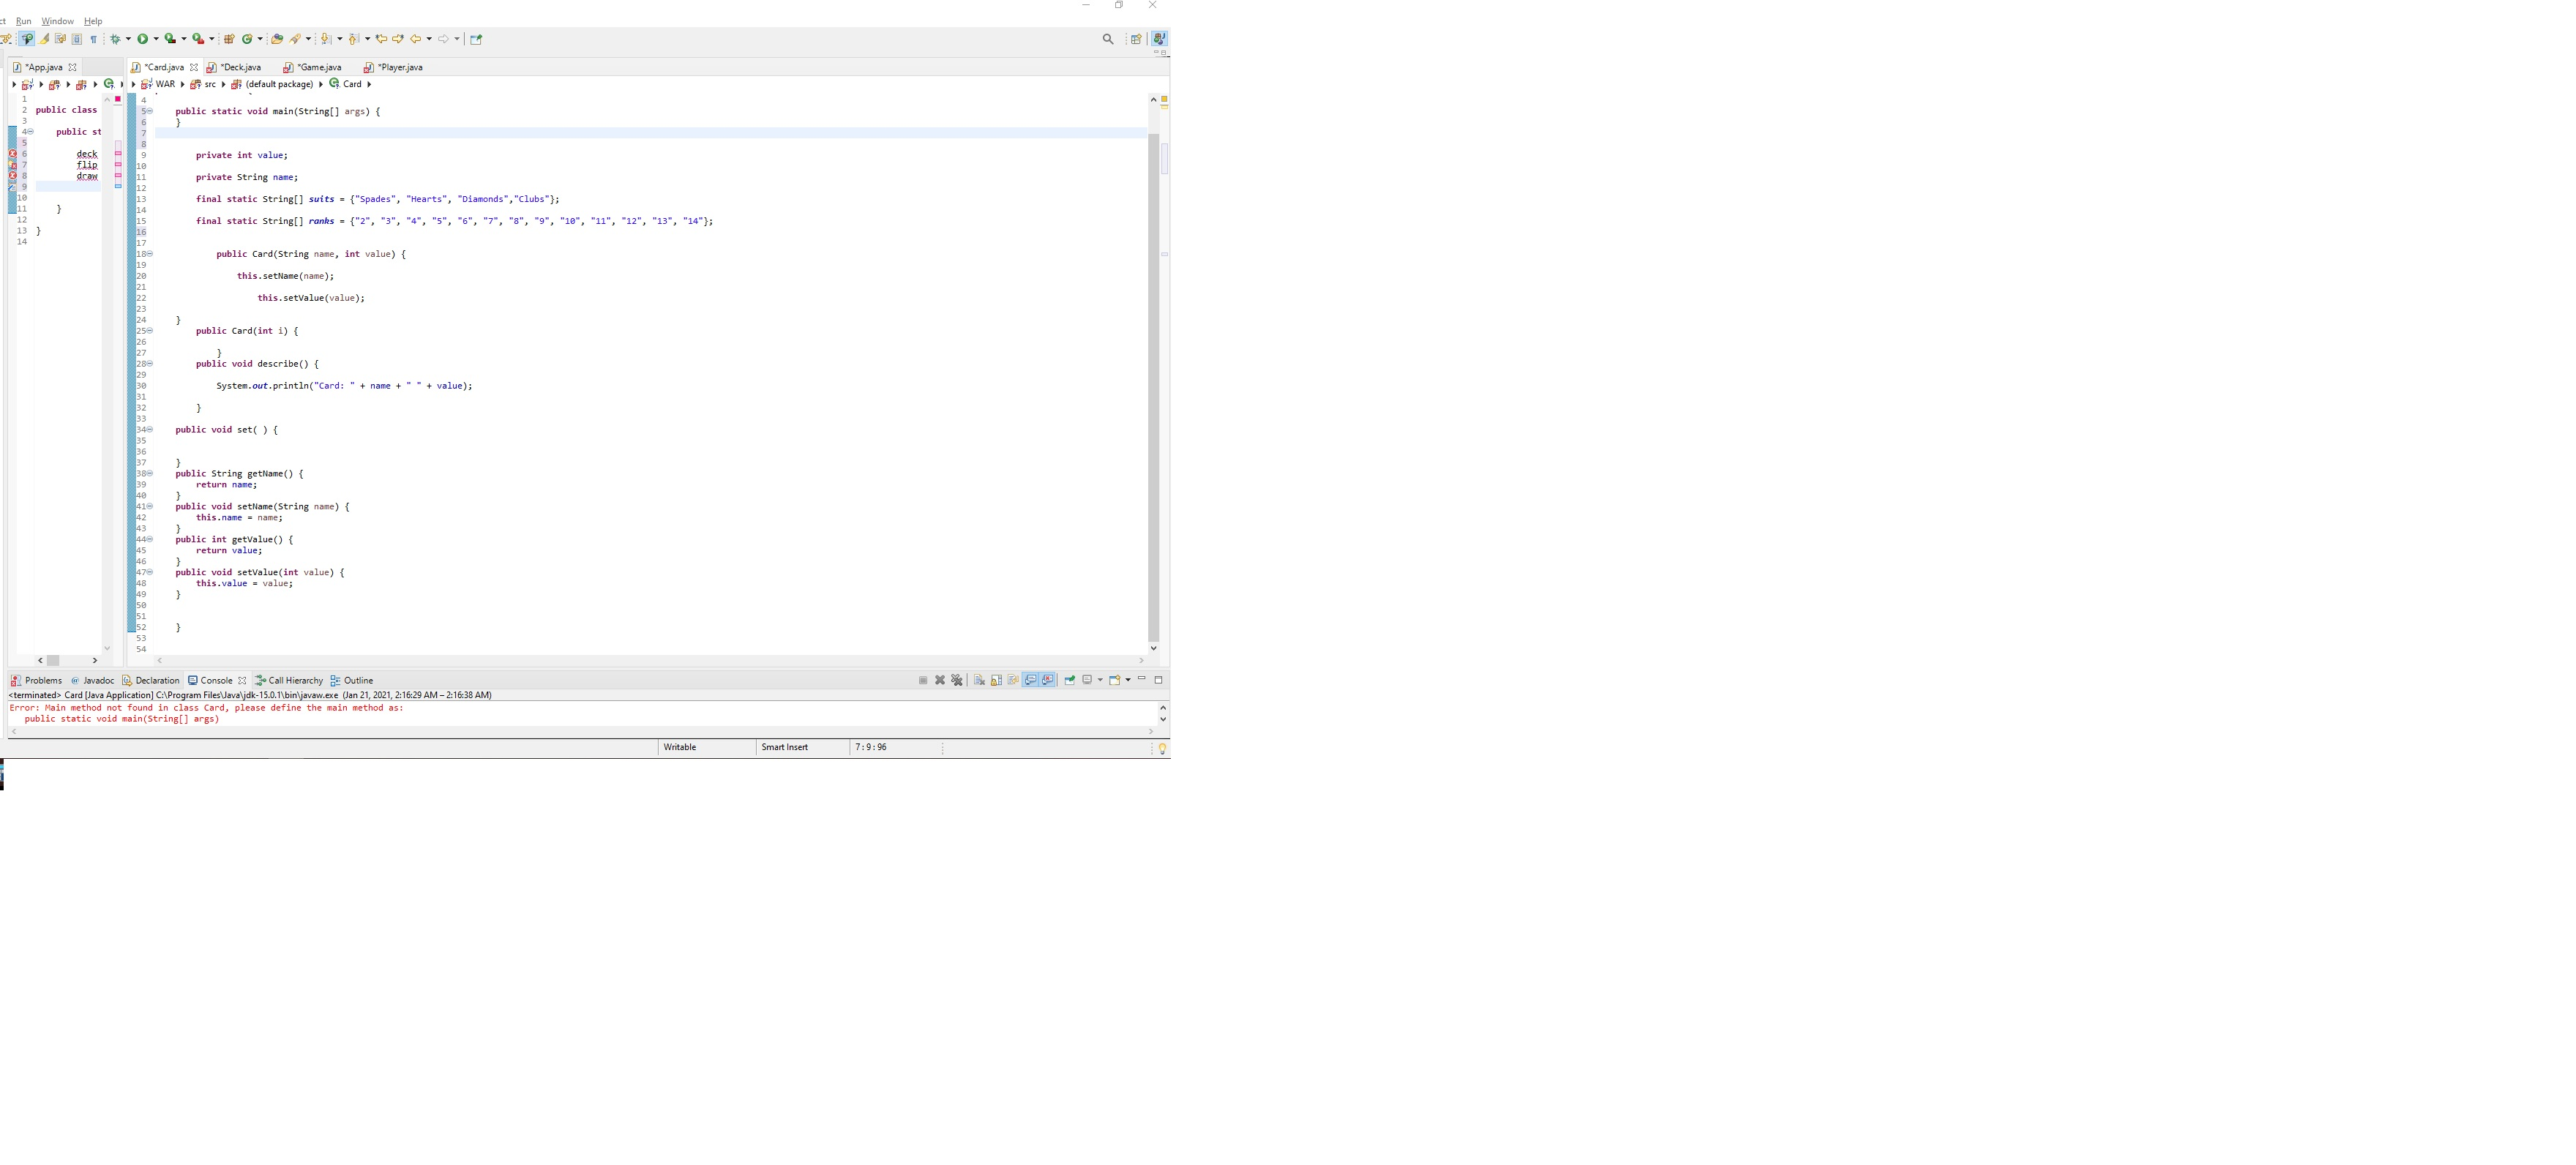 ct Run Window Help
*App.java
*Card.java *Deck.java *Game.java *Player.java
WAR src (default package) Card
1
2 public class
3
4 public st
5
6 deck
7 flip
8 draw
9
10
11 }
12
13 }
14
4
5 public static void main(String[] args) {
6 }
7
8
9 private int value;
10
11 private String name;
12
13 final static String[] suits = {"Spades", "Hearts", "Diamonds","Clubs"};
14
15 final static String[] ranks = {"2", "3", "4", "5", "6", "7", "8", "9", "10", "11", "12", "13", "14"};
16
17
18 public Card(String name, int value) {
19
20 this.setName(name);
21
22 this.setValue(value);
23
24 }
25 public Card(int i) {
26
27 }
28 public void describe() {
29
30 System.out.println("Card: " + name + " " + value);
31
32 }
33
34 public void set( ) {
35
36
37 }
38 public String getName() {
39 return name;
40 }
41 public void setName(String name) {
42 this.name = name;
43 }
44 public int getValue() {
45 return value;
46 }
47 public void setValue(int value) {
48 this.value = value;
49 }
50
51
52 }
53
54
Problems Javadoc Declaration Console Call Hierarchy Outline
<terminated> Card [Java Application] C:\Program Files\Java\jdk-15.0.1\bin\javaw.exe (Jan 21, 2021, 2:16:29 AM – 2:16:38 AM)
Error: Main method not found in class Card, please define the main method as:
public static void main(String[] args)
Writable Smart Insert 7 : 9 : 96